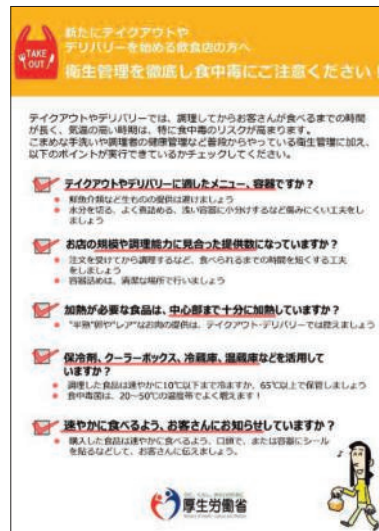 TAKE
OUT!
新たにテイクアウトや
デリバリーを始める飲食店の方へ
衛生管理を徹底し食中毒にご注意ください！
テイクアウトやデリバリーでは、調理してからお客さんが食べるまでの時間
が長く、気温の高い時期は、特に食中毒のリスクが高まります。
こまめな手洗いや調理者の健康管理など普段からやっている衛生管理に加え、
以下のポイントが実行できているかチェックしてください。
テイクアウトやデリバリーに適したメニュー、容器ですか？
鮮魚介類など生ものの提供は避けましょう
水分を切る、よく煮詰める、浅い容器に小分けするなど傷みにくい工夫をし
ましょう
お店の規模や調理能力に見合った提供数になっていますか？
注文を受けてから調理するなど、食べられるまでの時間を短くする工夫
をしましょう
容器詰めは、清潔な場所で行いましょう
加熱が必要な食品は、中心部まで十分に加熱していますか？
"半熟"卵や"レア"なお肉の提供は、テイクアウト・デリバリーでは控えましょう
保冷剤、クーラーボックス、冷蔵庫、温蔵庫などを活用して
いますか？
調理した食品は速やかに10℃以下まで冷ますか、65℃以上で保管しましょう
食中毒菌は、20～50℃の温度帯でよく増えます！
速やかに食べるよう、お客さんにお知らせしていますか？
購入した食品は速やかに食べるよう、口頭で、または容器にシール
を貼るなどして、お客さんに伝えましょう。
厚生労働省